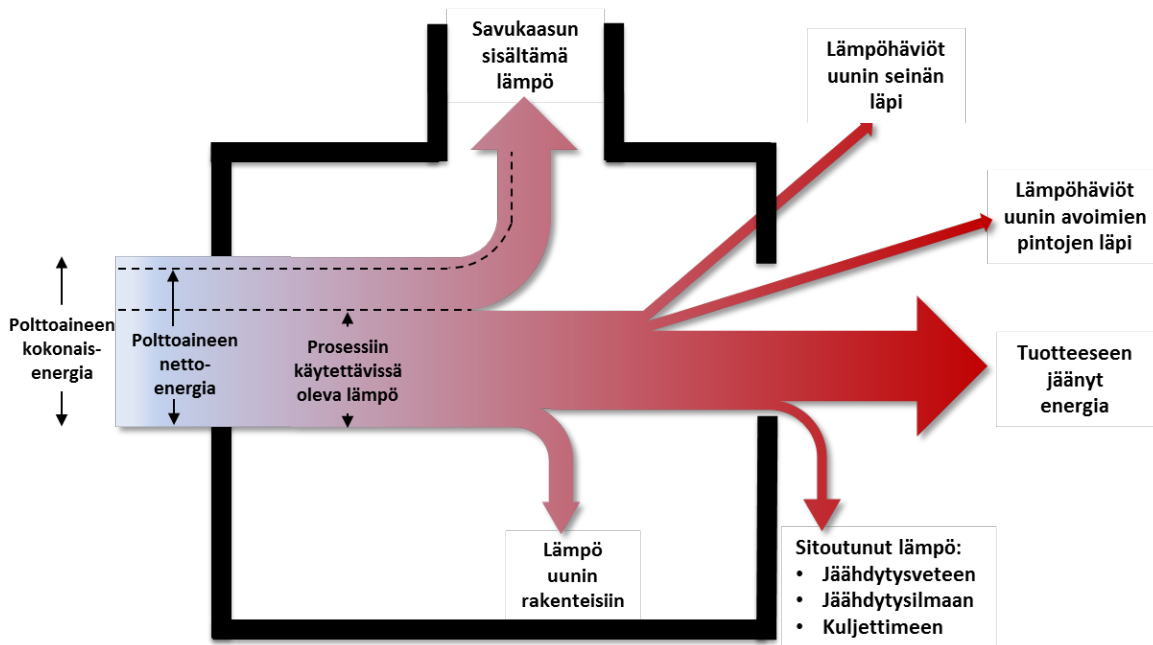 Savukaasun
sisältämä
lämpö
Lämpöhäviöt
uunin seinän
läpi
Lämpöhäviöt
uunin avoimien
pintojen läpi
Polttoaineen
kokonais-
energia
Polttoaineen
netto-
energia
Prosessiin
käytettävissä
oleva lämpö
Tuotteeseen
jäänyt
energia
Lämpö
uunin
rakenteisiin
Sitoutunut lämpö:
• Jäähdytysveteen
• Jäähdytysilmaan
• Kuljettimeen